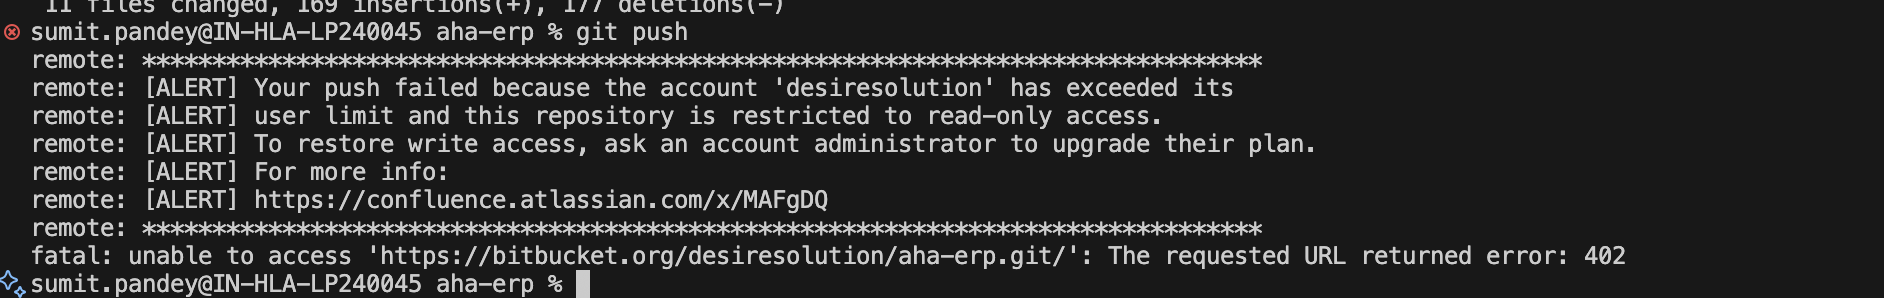 11 files changed, 169 insertions(+), 177 deletions(-)
sumit.pandey@IN-HLA-LP240045 aha-erp % git push
remote: ********************************************************************************
remote: [ALERT] Your push failed because the account 'desiresolution' has exceeded its
remote: [ALERT] user limit and this repository is restricted to read-only access.
remote: [ALERT] To restore write access, ask an account administrator to upgrade their plan.
remote: [ALERT] For more info:
remote: [ALERT] https://confluence.atlassian.com/x/MAFgDQ
remote: ********************************************************************************
fatal: unable to access 'https://bitbucket.org/desiresolution/aha-erp.git/': The requested URL returned error: 402
sumit.pandey@IN-HLA-LP240045 aha-erp %